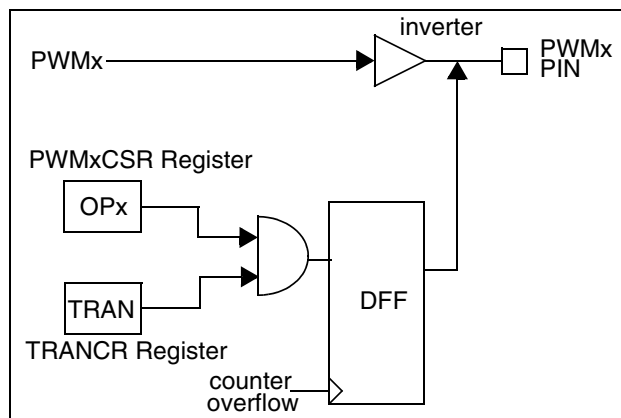 inverter
PWMx
PWMx
PIN
PWMxCSR Register
OPx
TRAN
DFF
TRANCR Register
counter
overflow